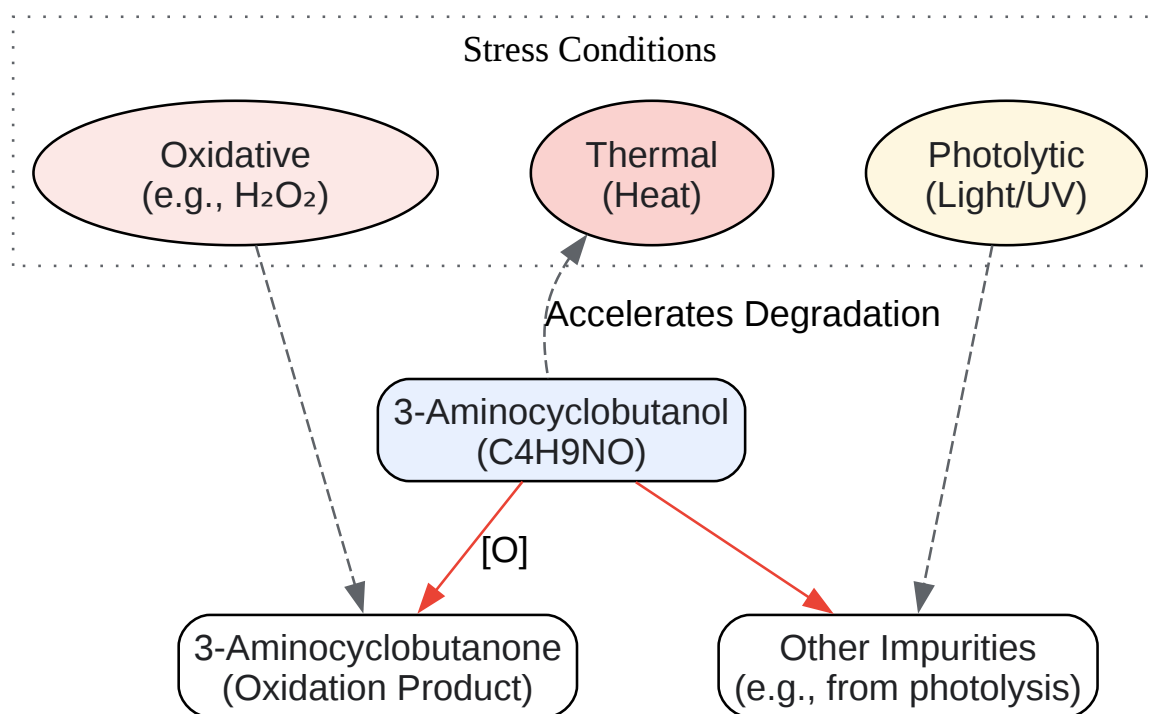 Stress Conditions
Oxidative
(e.g., H₂O₂)
Thermal
(Heat)
Photolytic
(Light/UV)
Accelerates Degradation
3-Aminocyclobutanol
(C4H9NO)
[O]
3-Aminocyclobutanone
(Oxidation Product)
Other Impurities
(e.g., from photolysis)